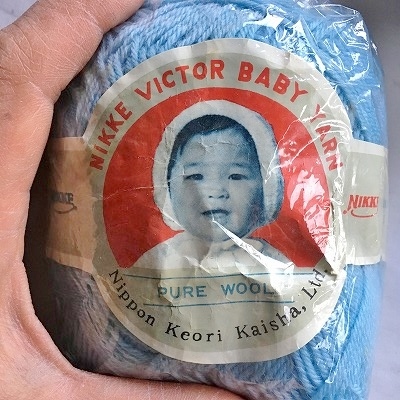 NIKKE VICTOR BABY YARN
NIKKE
NIKKE
PURE WOOL
Nippon Keori Kaisha, Ltd.